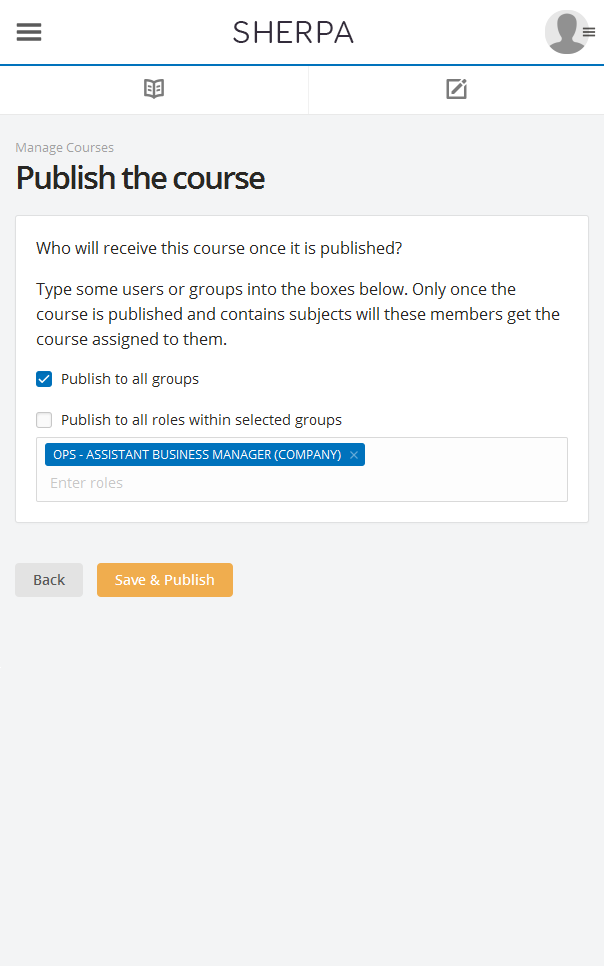 SHERPA
Manage Courses
Publish the course
Who will receive this course once it is published?
Type some users or groups into the boxes below. Only once the
course is published and contains subjects will these members get the
course assigned to them.
Publish to all groups
Publish to all roles within selected groups
OPS - ASSISTANT BUSINESS MANAGER (COMPANY) ×
Enter roles
Back
Save & Publish